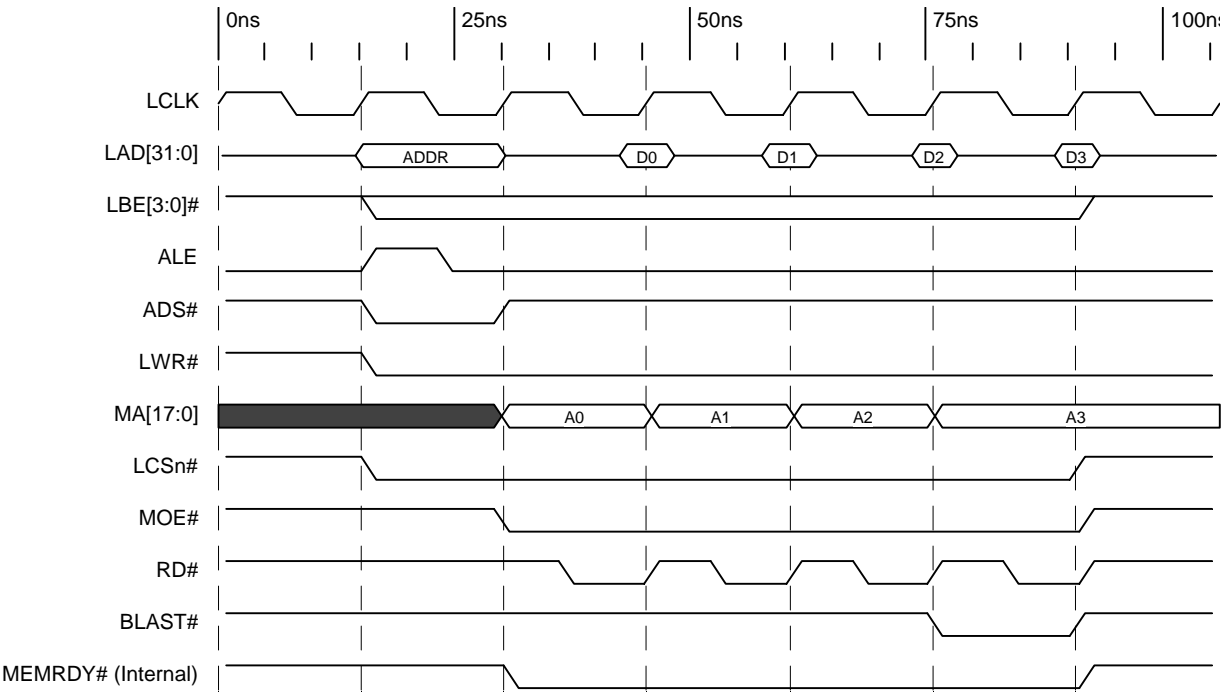 0ns 25ns 50ns 75ns 100ns
LCLK
LAD[31:0] ADDR D0 D1 D2 D3
LBE[3:0]#
ALE
ADS#
LWR#
MA[17:0] A0 A1 A2 A3
LCSn#
MOE#
RD#
BLAST#
MEMRDY# (Internal)